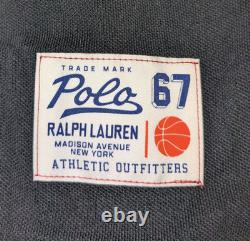 TRADE MARK
Polo 67
RALPH LAUREN
MADISON AVENUE
NEW YORK
ATHLETIC OUTFITTERS